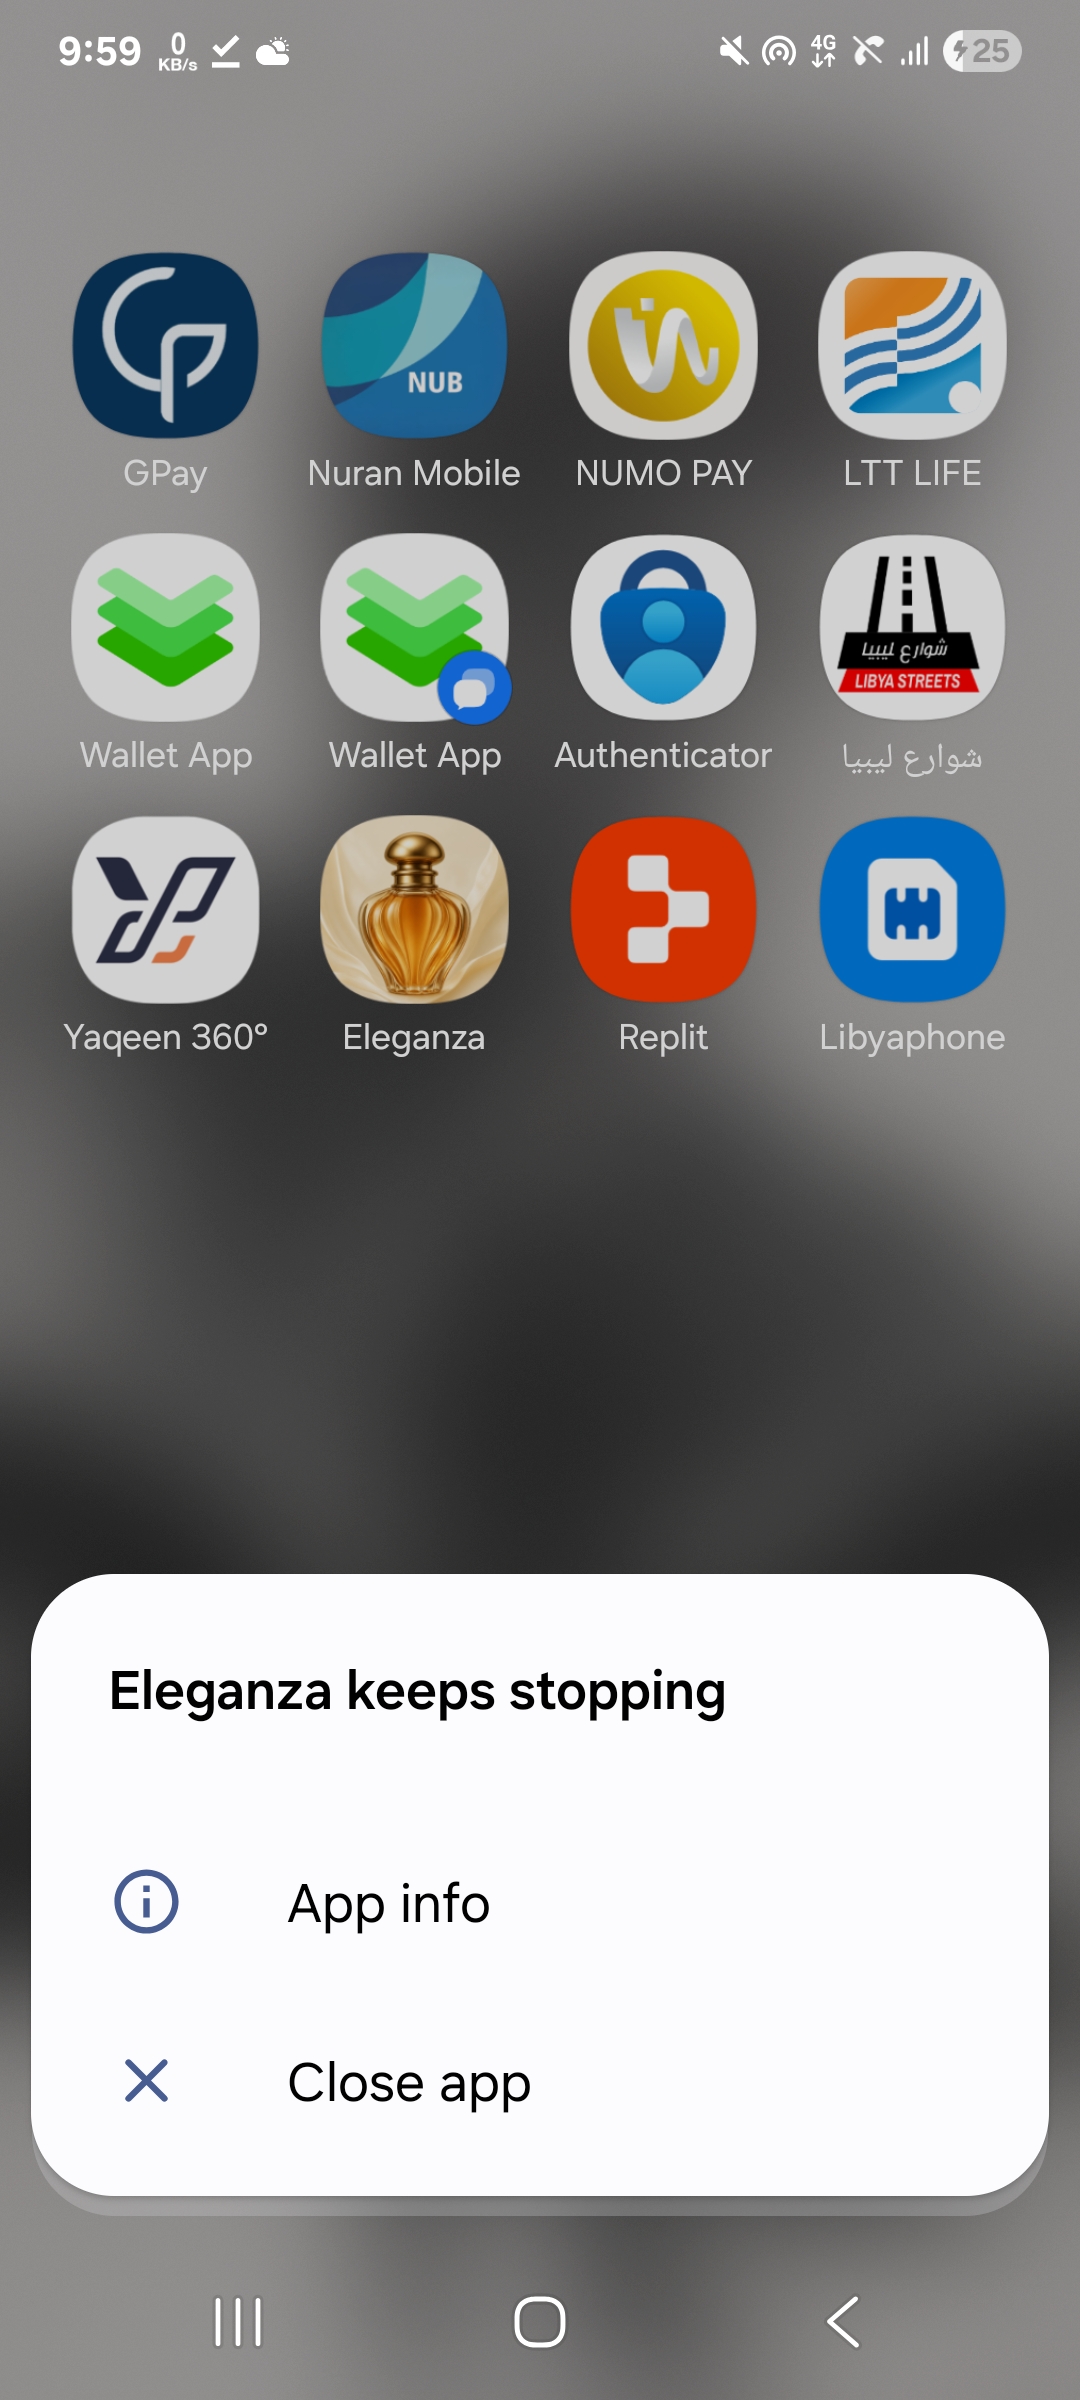 9:59 0 KB/s 4G 25
NUB
GPay Nuran Mobile NUMO PAY LTT LIFE
شوارع ليبيا
LIBYA STREETS
Wallet App Wallet App Authenticator شوارع ليبيا
Yaqeen 360° Eleganza Replit Libyaphone
Eleganza keeps stopping
App info
Close app